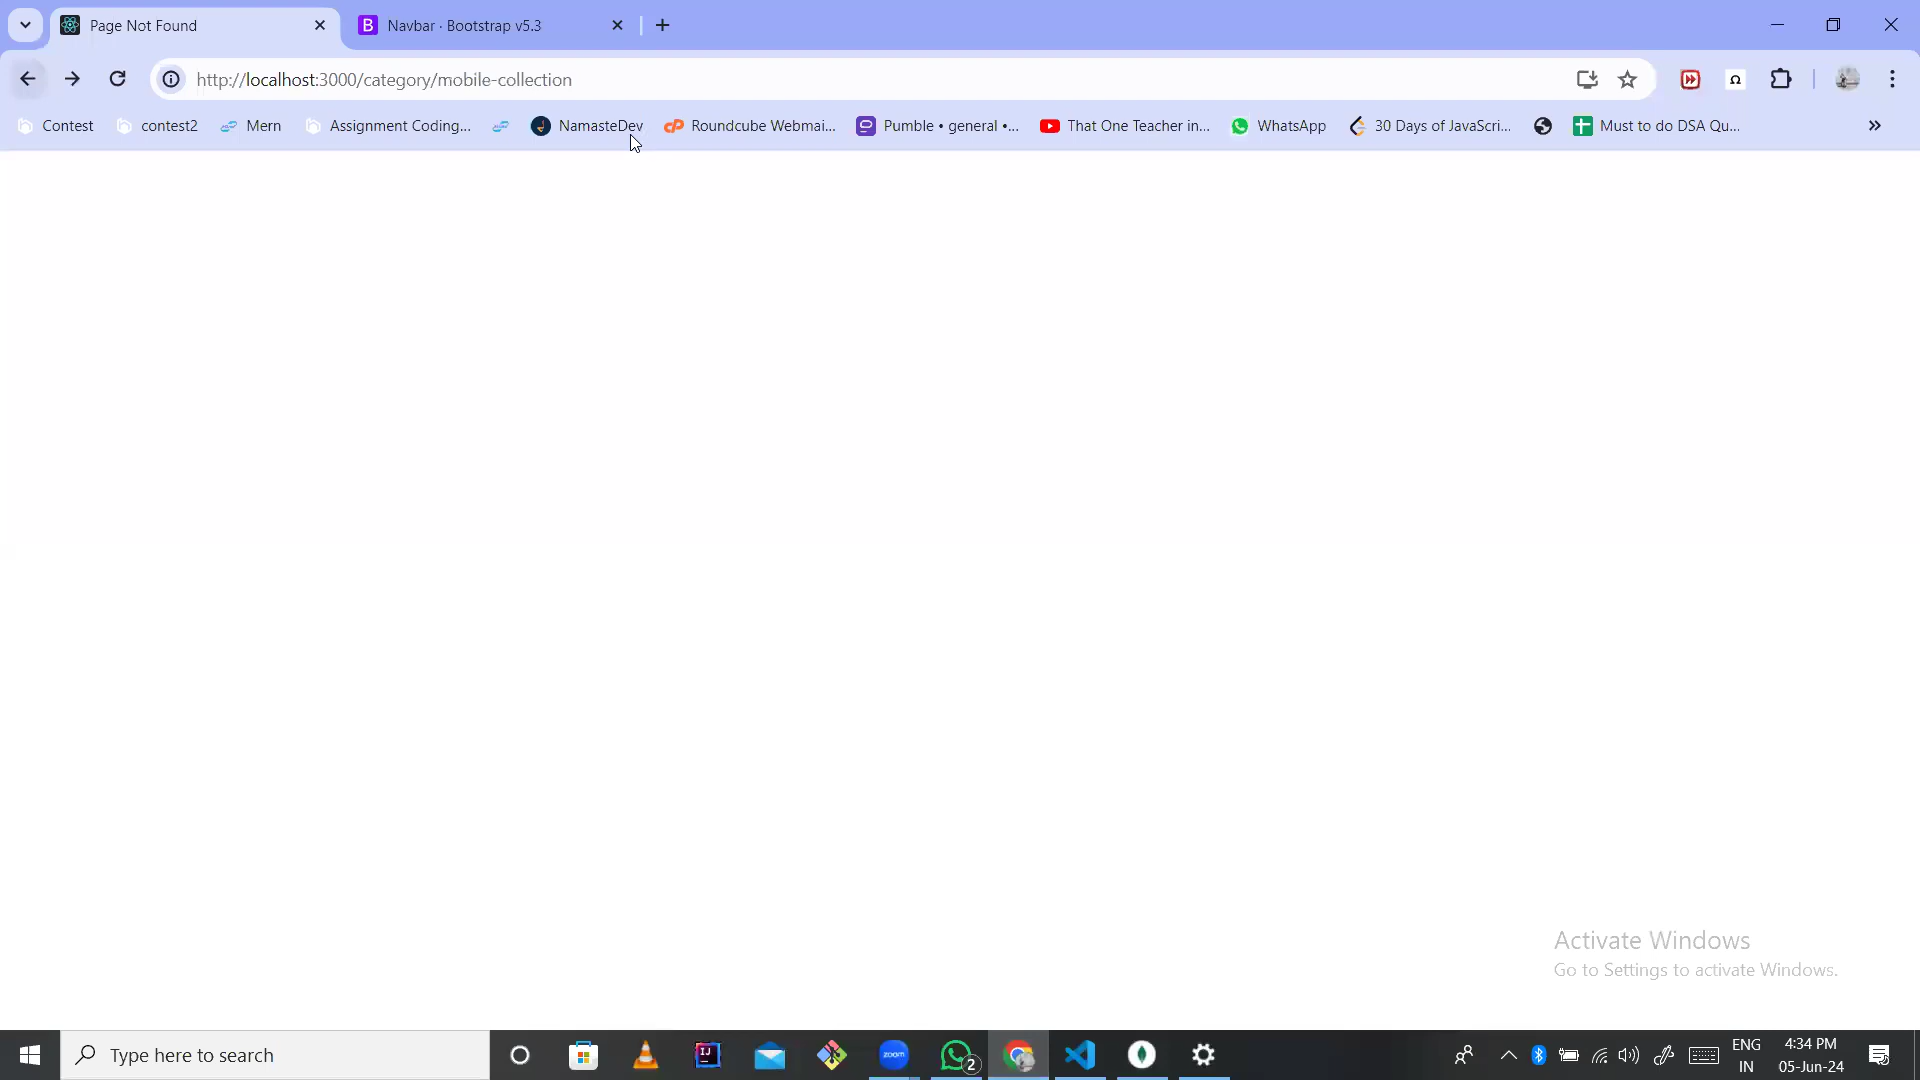 Page Not Found
Navbar · Bootstrap v5.3
http://localhost:3000/category/mobile-collection
Contest
contest2
Mern
Assignment Coding...
NamasteDev
Roundcube Webmai...
Pumble • general •...
That One Teacher in...
WhatsApp
30 Days of JavaScri...
Must to do DSA Qu...
Activate Windows
Go to Settings to activate Windows.
Type here to search
zoom
2
ENG
IN
4:34 PM
05-Jun-24